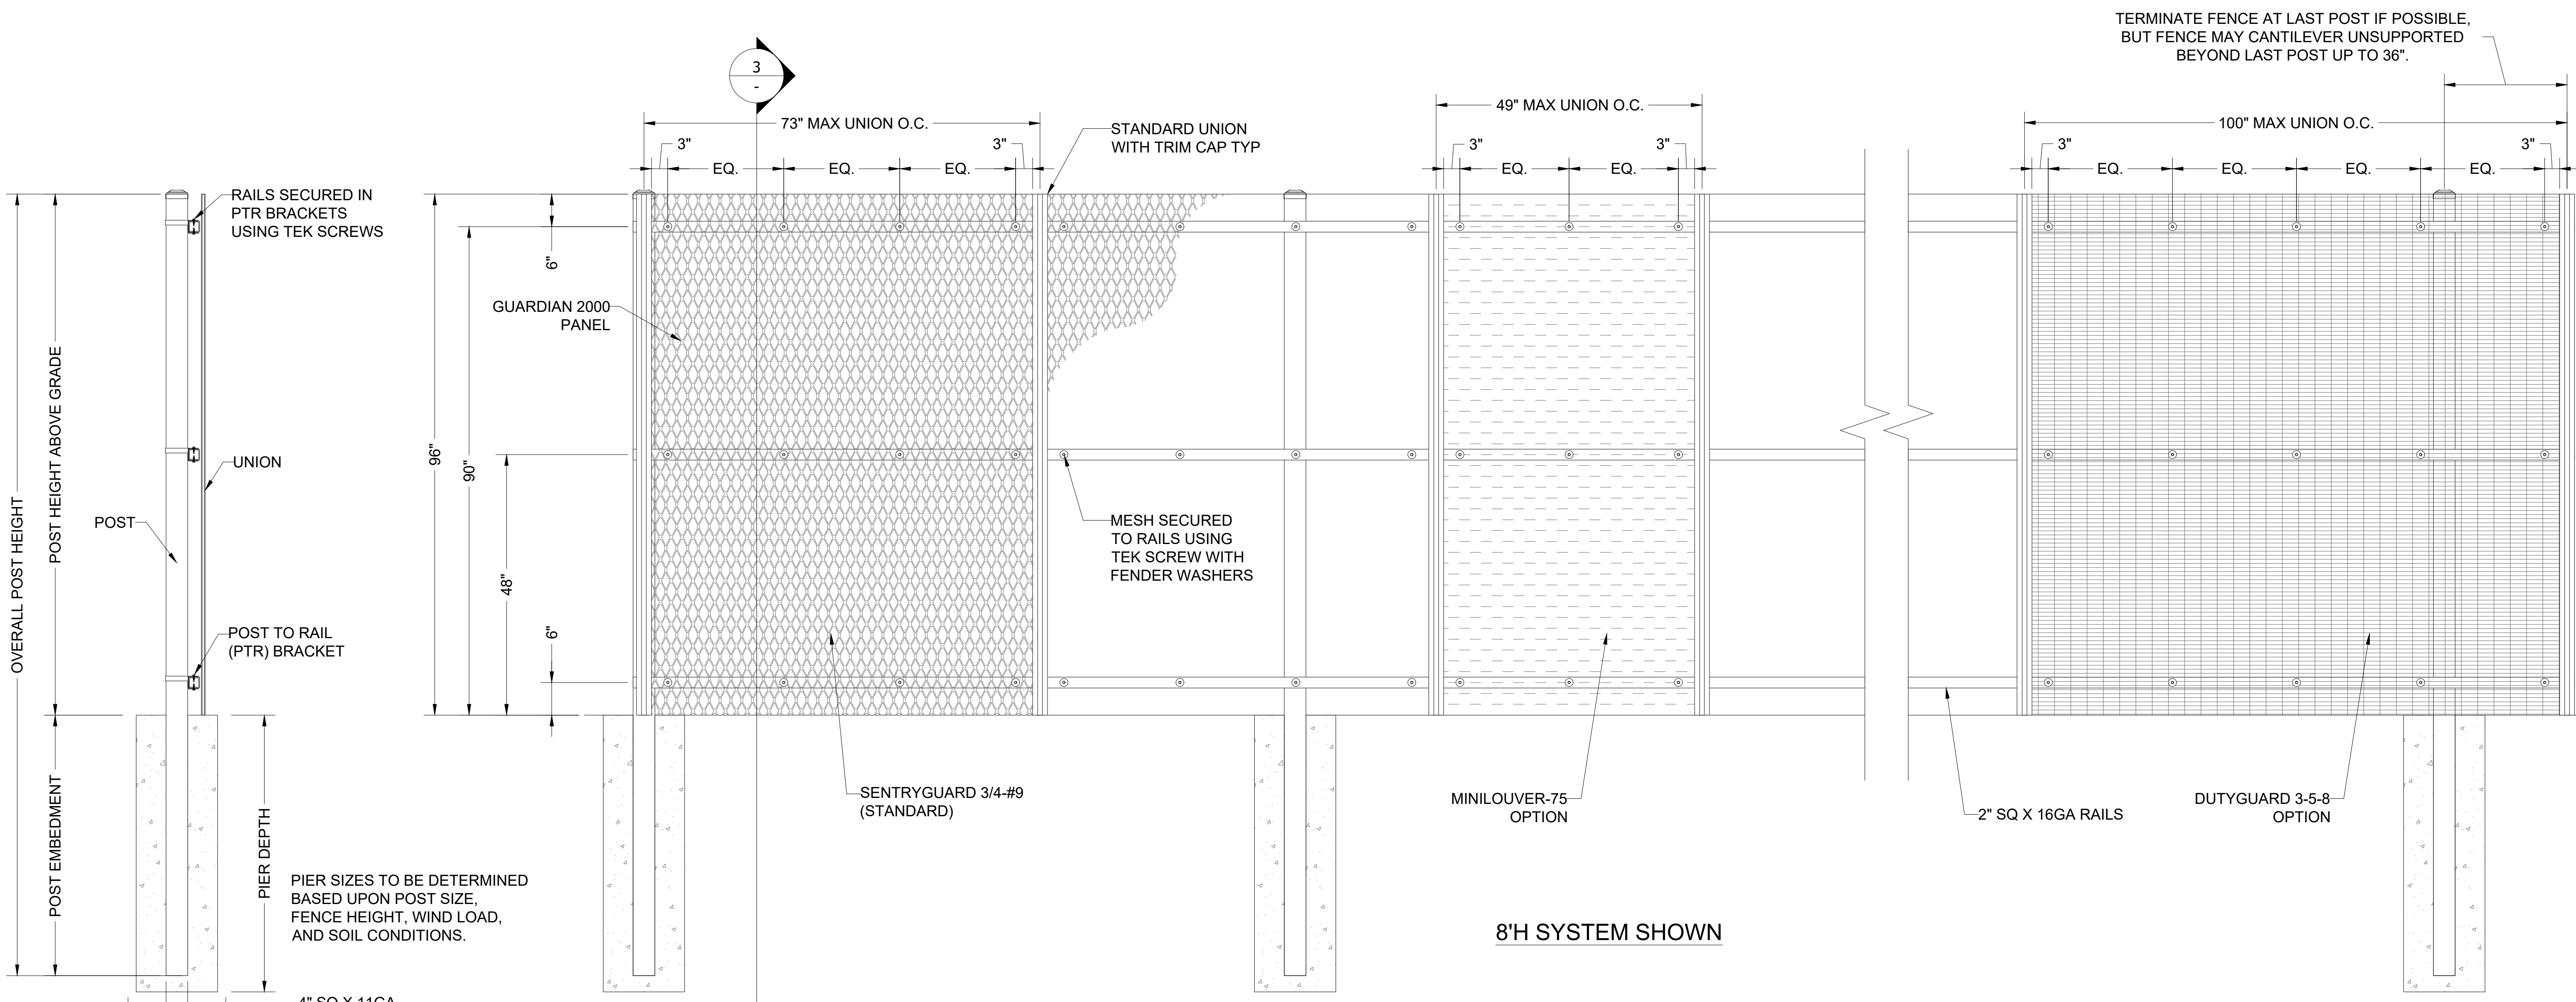 TERMINATE FENCE AT LAST POST IF POSSIBLE,
BUT FENCE MAY CANTILEVER UNSUPPORTED
BEYOND LAST POST UP TO 36".
3
-
73" MAX UNION O.C.
49" MAX UNION O.C.
100" MAX UNION O.C.
STANDARD UNION
WITH TRIM CAP TYP
3"
EQ.
EQ.
EQ.
3"
3"
EQ.
EQ.
3"
3"
EQ.
EQ.
EQ.
EQ.
3"
RAILS SECURED IN
PTR BRACKETS
USING TEK SCREWS
6"
GUARDIAN 2000
PANEL
OVERALL POST HEIGHT
POST HEIGHT ABOVE GRADE
96"
90"
48"
UNION
POST
MESH SECURED
TO RAILS USING
TEK SCREW WITH
FENDER WASHERS
6"
POST TO RAIL
(PTR) BRACKET
SENTRYGUARD 3/4-#9
(STANDARD)
MINILOUVER-75
OPTION
2" SQ X 16GA RAILS
DUTYGUARD 3-5-8
OPTION
POST EMBEDMENT
PIER DEPTH
PIER SIZES TO BE DETERMINED
BASED UPON POST SIZE,
FENCE HEIGHT, WIND LOAD,
AND SOIL CONDITIONS.
8'H SYSTEM SHOWN
4" SQ X 11GA